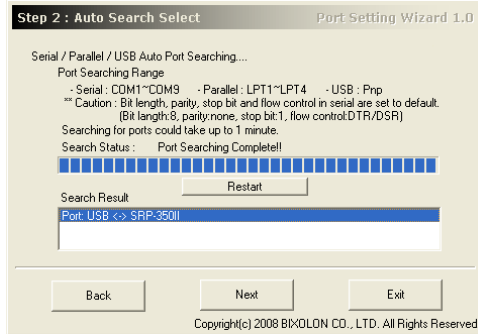 Step 2 : Auto Search Select
Port Setting Wizard 1.0
Serial / Parallel / USB Auto Port Searching....
Port Searching Range
- Serial : COM1~COM9 - Parallel : LPT1~LPT4 - USB : Pnp
** Caution : Bit length, parity, stop bit and flow control in serial are set to default.
(Bit length:8, parity:none, stop bit:1, flow control:DTR/DSR)
Searching for ports could take up to 1 minute.
Search Status : Port Searching Complete!!
Restart
Search Result
Port: USB <-> SRP-350II
Back Next Exit
Copyright(c) 2008 BIXOLON CO., LTD. All Rights Reserved